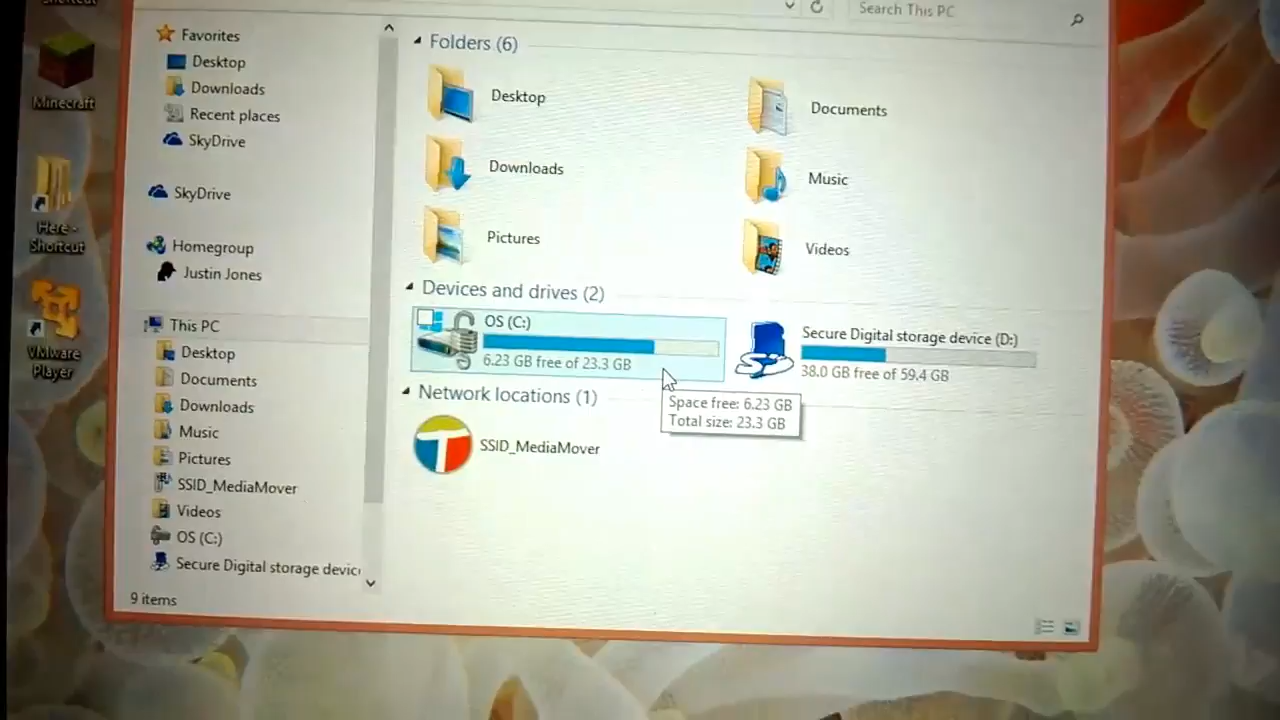 Shortcut
Minecraft
Here -
Shortcut
VMware
Player
Search This PC
Favorites
Desktop
Downloads
Recent places
SkyDrive
SkyDrive
Homegroup
Justin Jones
This PC
Desktop
Documents
Downloads
Music
Pictures
SSID_MediaMover
Videos
OS (C:)
Secure Digital storage devic
9 items
Folders (6)
Desktop
Documents
Downloads
Music
Pictures
Videos
Devices and drives (2)
OS (C:)
6.23 GB free of 23.3 GB
Secure Digital storage device (D:)
38.0 GB free of 59.4 GB
Space free: 6.23 GB
Total size: 23.3 GB
Network locations (1)
SSID_MediaMover